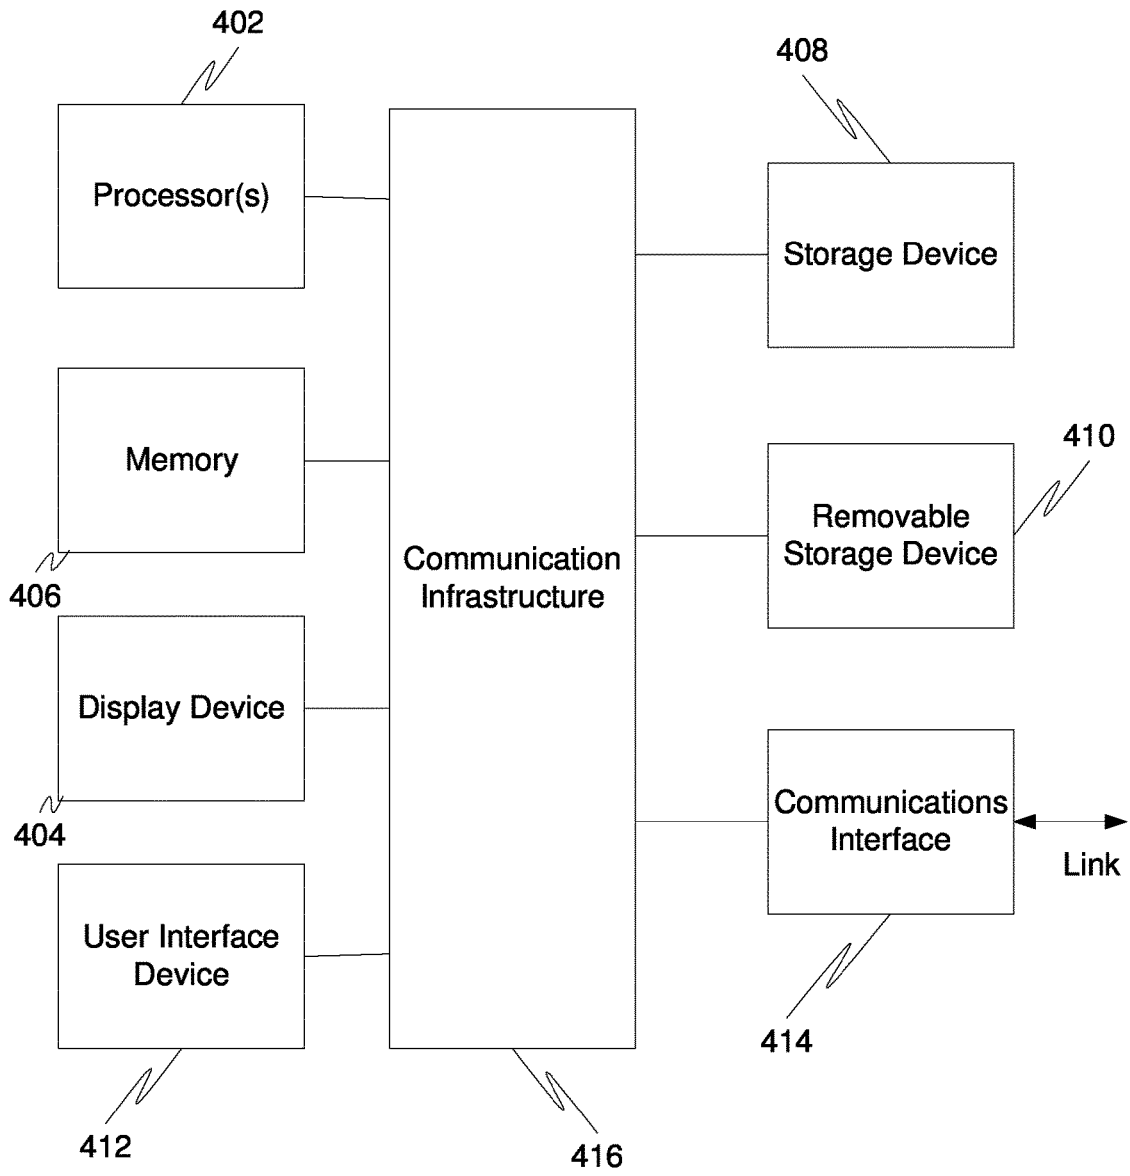 402
408
Processor(s)
Storage Device
Memory
410
Removable
Storage Device
406
Communication
Infrastructure
Display Device
404
Communications
Interface
Link
User Interface
Device
412
414
416